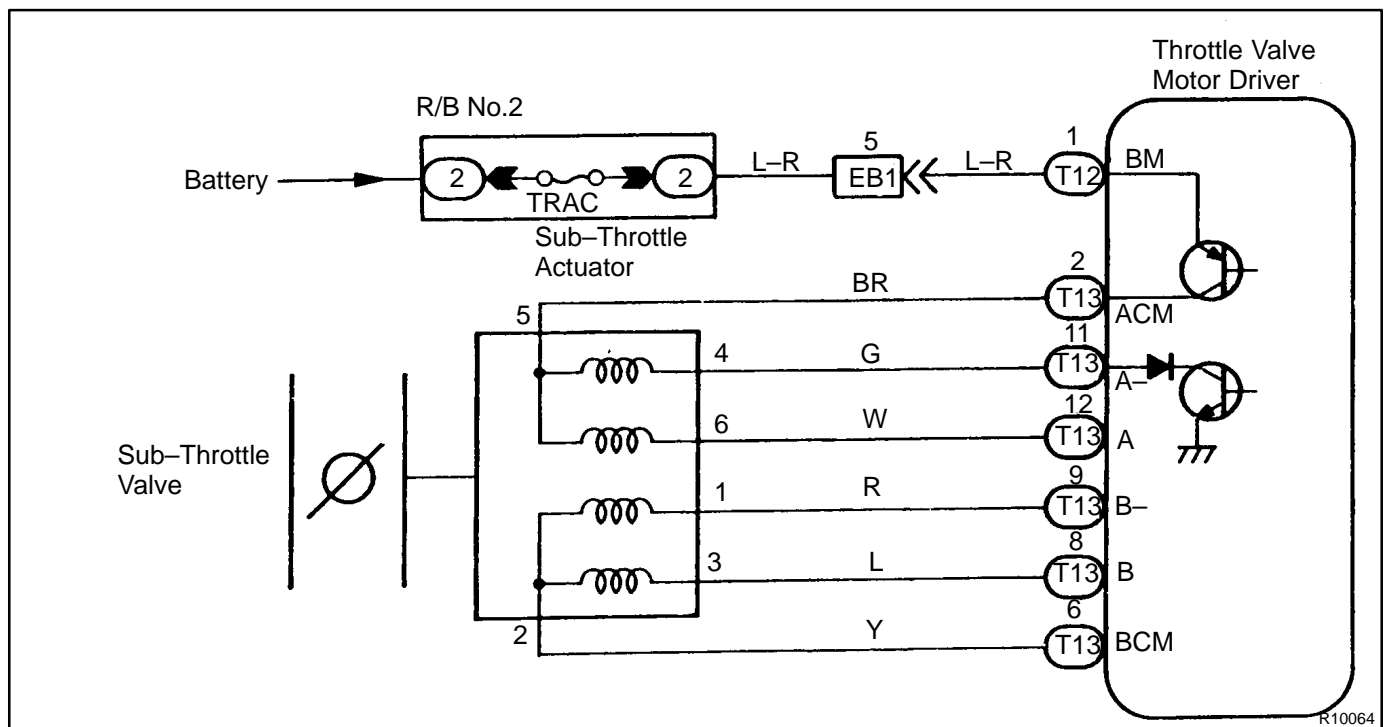 Throttle Valve
Motor Driver
R/B No.2
Battery
2
TRAC
2
L–R
5
EB1
L–R
1
T12
BM
Sub–Throttle
Actuator
5
BR
2
T13
ACM
4
G
11
T13
A–
6
W
12
T13
A
Sub–Throttle
Valve
1
R
9
T13
B–
3
L
8
T13
B
2
Y
6
T13
BCM
R10064